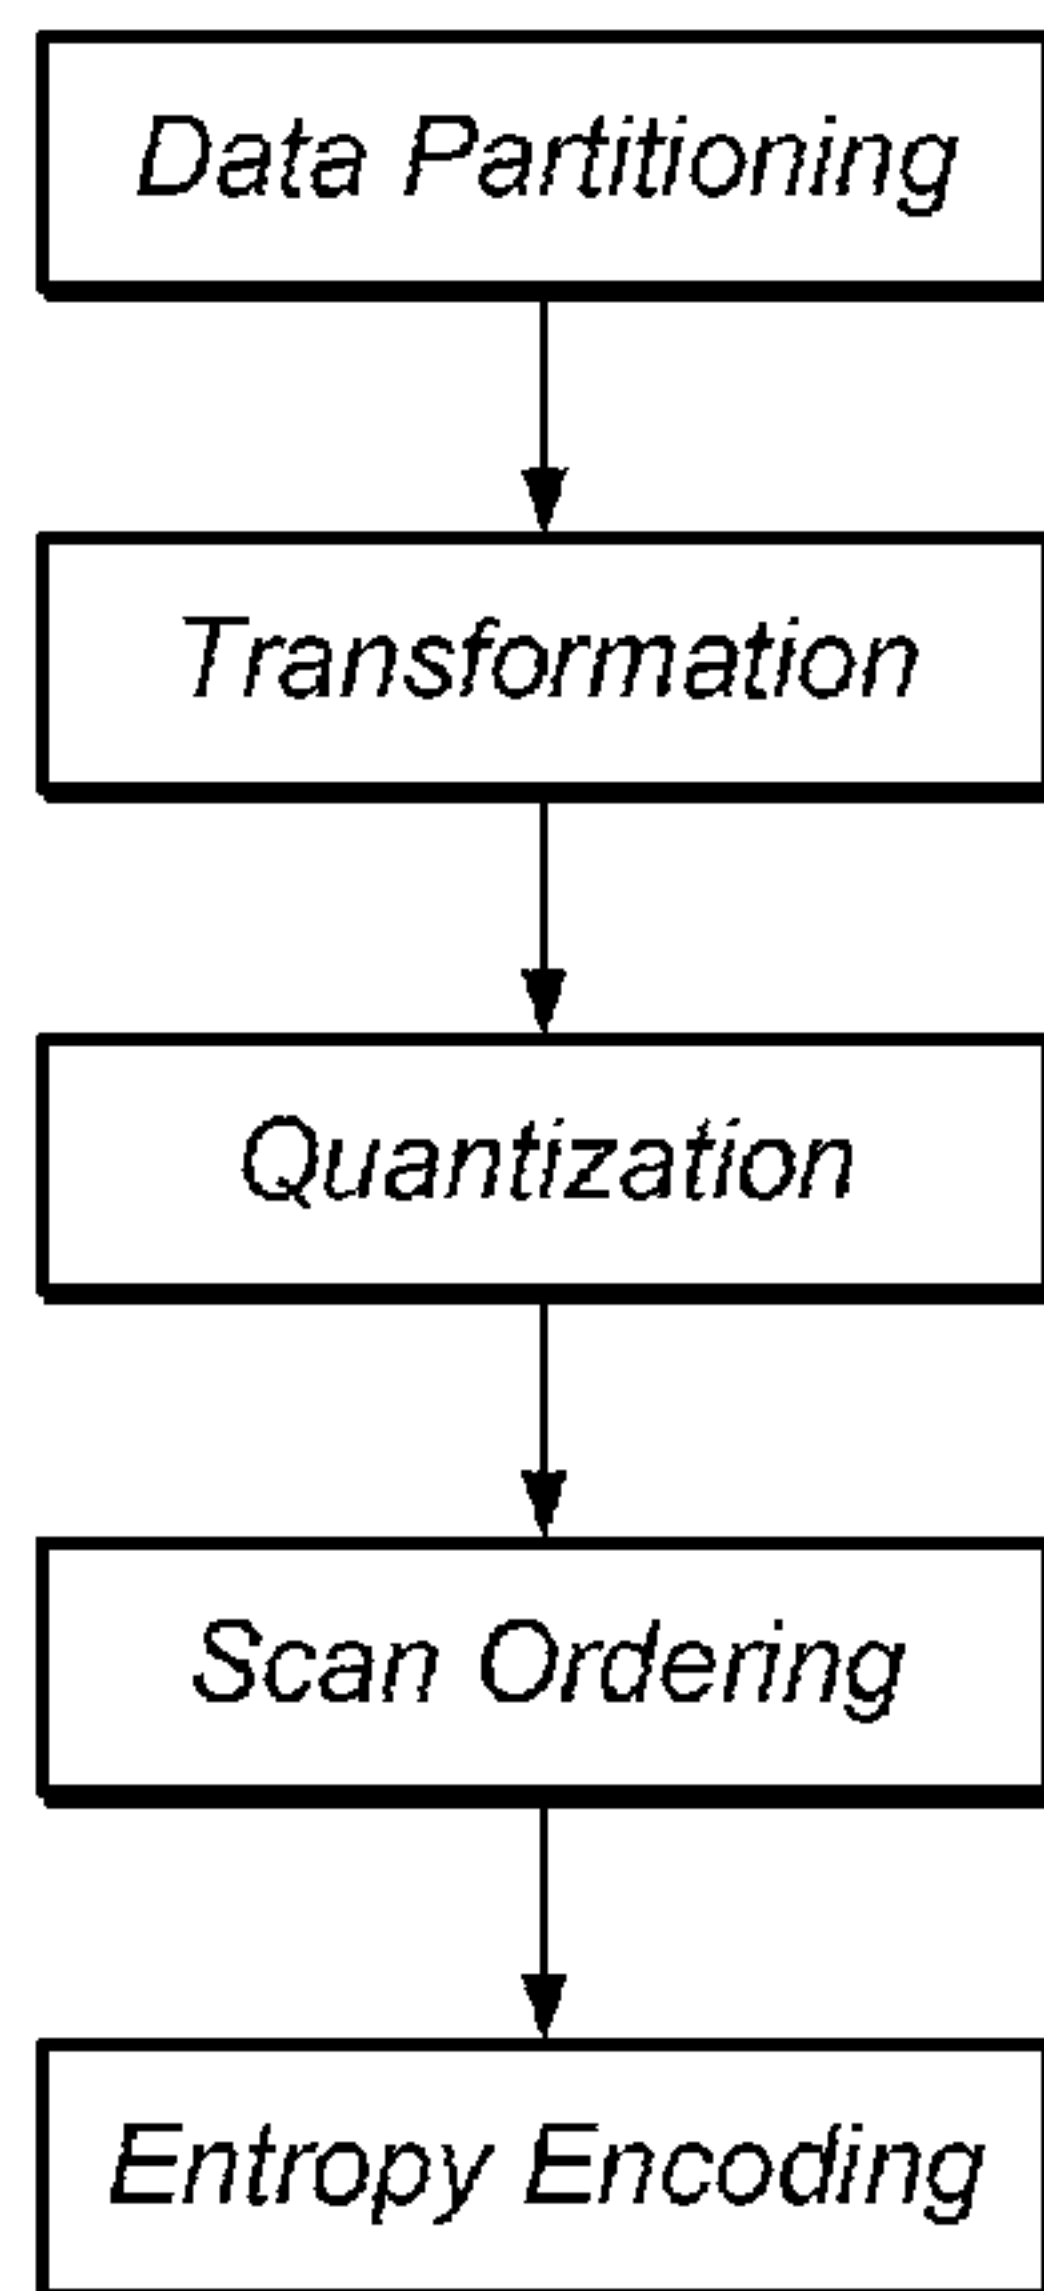 Data Partitioning
Transformation
Quantization
Scan Ordering
Entropy Encoding